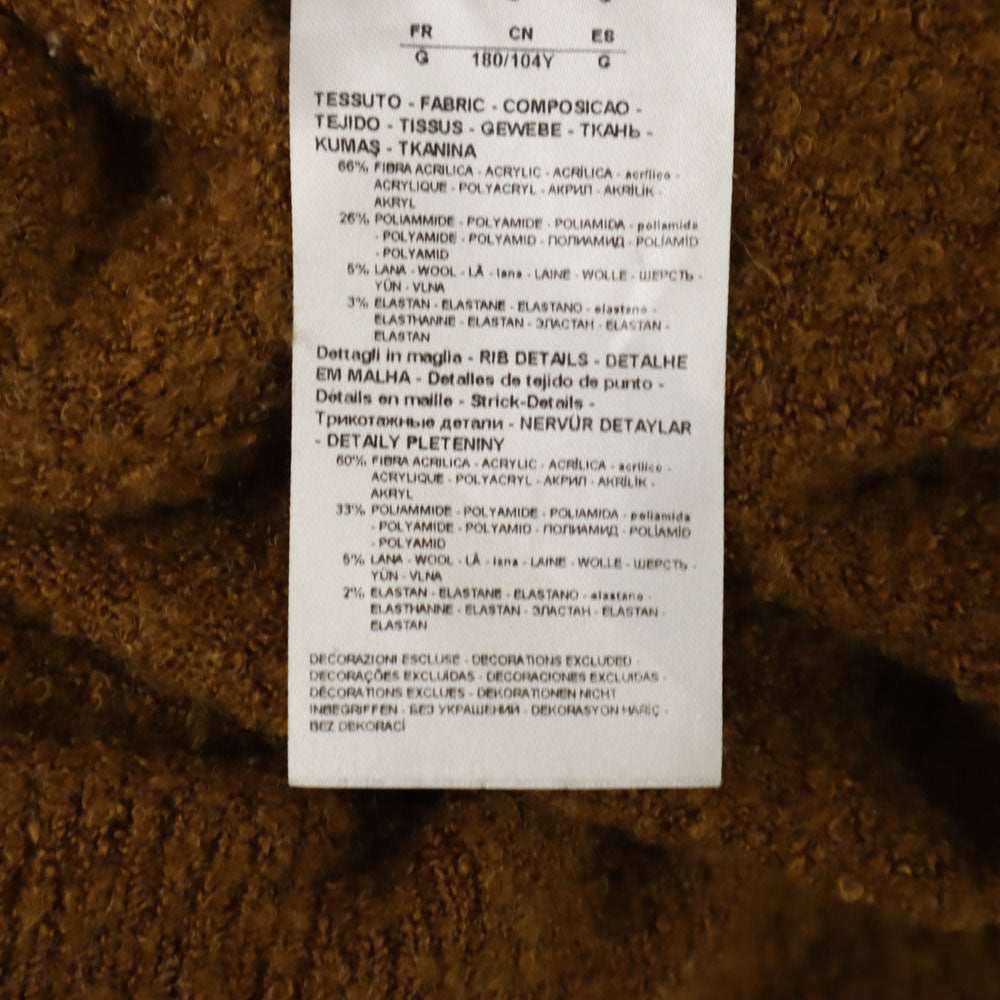 FR CN ES
G 180/104Y G
TESSUTO - FABRIC - COMPOSICAO -
TEJIDO - TISSUS - GEWEBE - ТКАНЬ -
KUMAŞ - TKANINA
66% FIBRA ACRILICA - ACRYLIC - ACRÍLICA - acrílico -
ACRYLIQUE - POLYACRYL - АКРИЛ - AKRİLİK -
AKRYL
26% POLIAMMIDE - POLYAMIDE - POLIAMIDA - poliamida
- POLYAMIDE - POLYAMID - ПОЛИАМИД - POLİAMİD
- POLYAMID
5% LANA - WOOL - LÃ - lana - LAINE - WOLLE - ШЕРСТЬ -
YÜN - VLNA
3% ELASTAN - ELASTANE - ELASTANO - elastano -
ELASTHANNE - ELASTAN - ЭЛАСТАН - ELASTAN -
ELASTAN
Dettagli in maglia - RIB DETAILS - DETALHE
EM MALHA - Detalles de tejido de punto -
Détails en maille - Strick-Details -
Трикотажные детали - NERVÜR DETAYLAR
- DETAILY PLETENINY
60% FIBRA ACRILICA - ACRYLIC - ACRÍLICA - acrílico -
ACRYLIQUE - POLYACRYL - АКРИЛ - AKRİLİK -
AKRYL
33% POLIAMMIDE - POLYAMIDE - POLIAMIDA - poliamida
- POLYAMIDE - POLYAMID - ПОЛИАМИД - POLİAMİD
- POLYAMID
5% LANA - WOOL - LÃ - lana - LAINE - WOLLE - ШЕРСТЬ -
YÜN - VLNA
2% ELASTAN - ELASTANE - ELASTANO - elastano -
ELASTHANNE - ELASTAN - ЭЛАСТАН - ELASTAN -
ELASTAN
DECORAZIONI ESCLUSE - DECORATIONS EXCLUDED -
DECORAÇÕES EXCLUÍDAS - DECORACIONES EXCLUIDAS -
DÉCORATIONS EXCLUES - DEKORATIONEN NICHT
INBEGRIFFEN - БЕЗ УКРАШЕНИИ - DEKORASYON HARİÇ -
BEZ DEKORACÍ